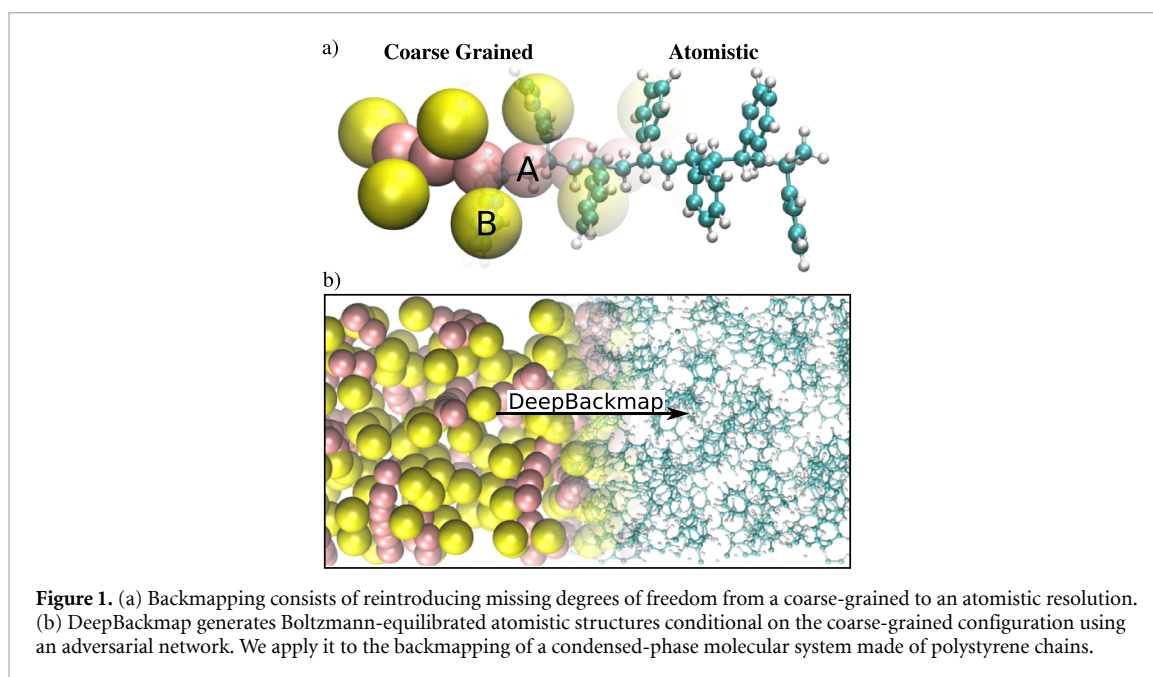 a)
Coarse Grained
Atomistic
A
B
b)
DeepBackmap
Figure 1. (a) Backmapping consists of reintroducing missing degrees of freedom from a coarse-grained to an atomistic resolution.
(b) DeepBackmap generates Boltzmann-equilibrated atomistic structures conditional on the coarse-grained configuration using
an adversarial network. We apply it to the backmapping of a condensed-phase molecular system made of polystyrene chains.